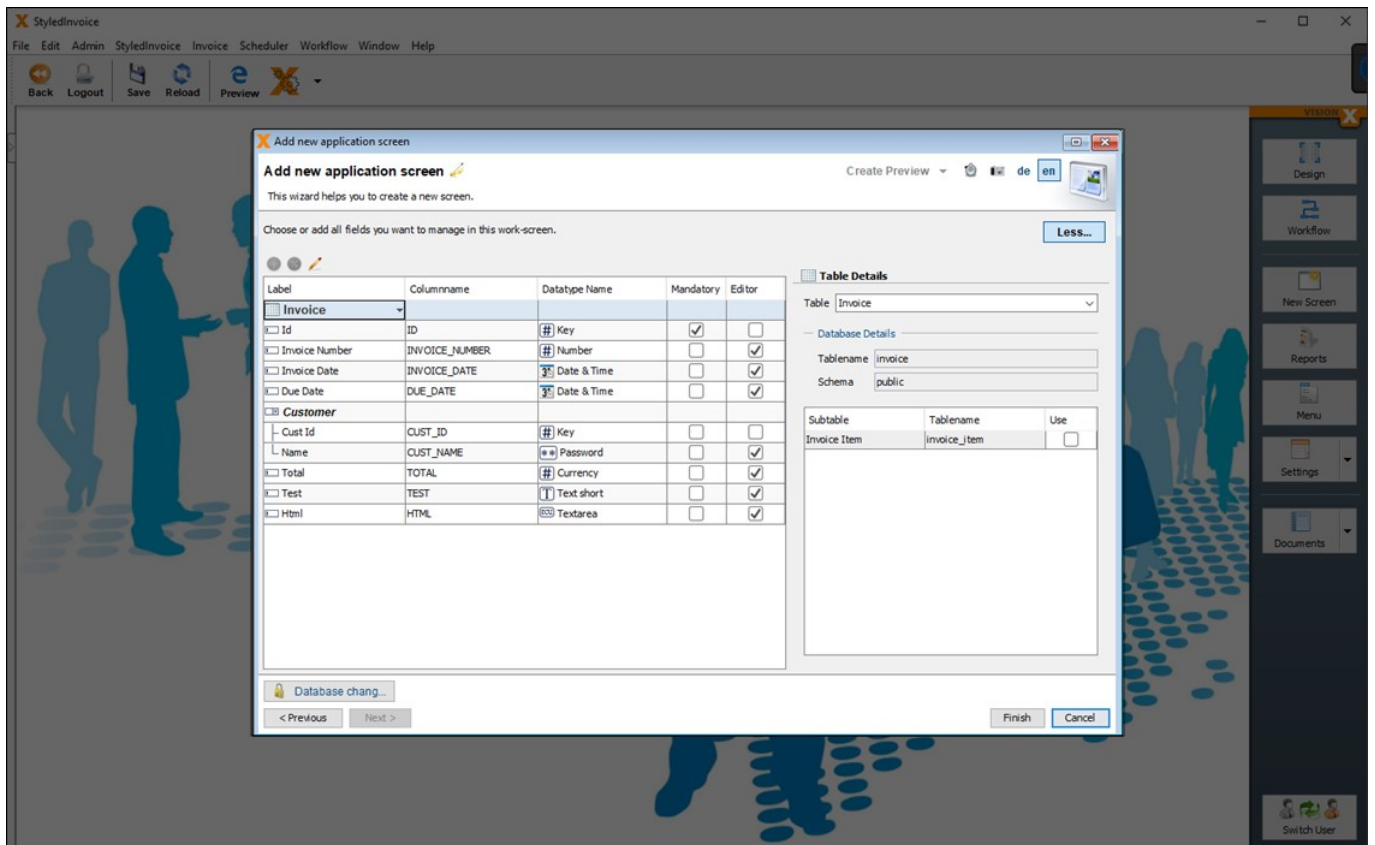 StyledInvoice
File Edit Admin StyledInvoice Invoice Scheduler Workflow Window Help
Back Logout Save Reload Preview
VISION X
Add new application screen
Add new application screen
Create Preview de en
This wizard helps you to create a new screen.
Choose or add all fields you want to manage in this work-screen.
Less...
Label Columnname Datatype Name Mandatory Editor
Invoice
Id ID Key
Invoice Number INVOICE_NUMBER Number
Invoice Date INVOICE_DATE Date & Time
Due Date DUE_DATE Date & Time
Customer
Cust Id CUST_ID Key
Name CUST_NAME Password
Total TOTAL Currency
Test TEST Text short
Html HTML Textarea
Table Details
Table Invoice
Database Details
Tablename invoice
Schema public
Subtable Tablename Use
Invoice Item invoice_item
Database chang...
< Previous Next >
Finish Cancel
Design
Workflow
New Screen
Reports
Menu
Settings
Documents
Switch User